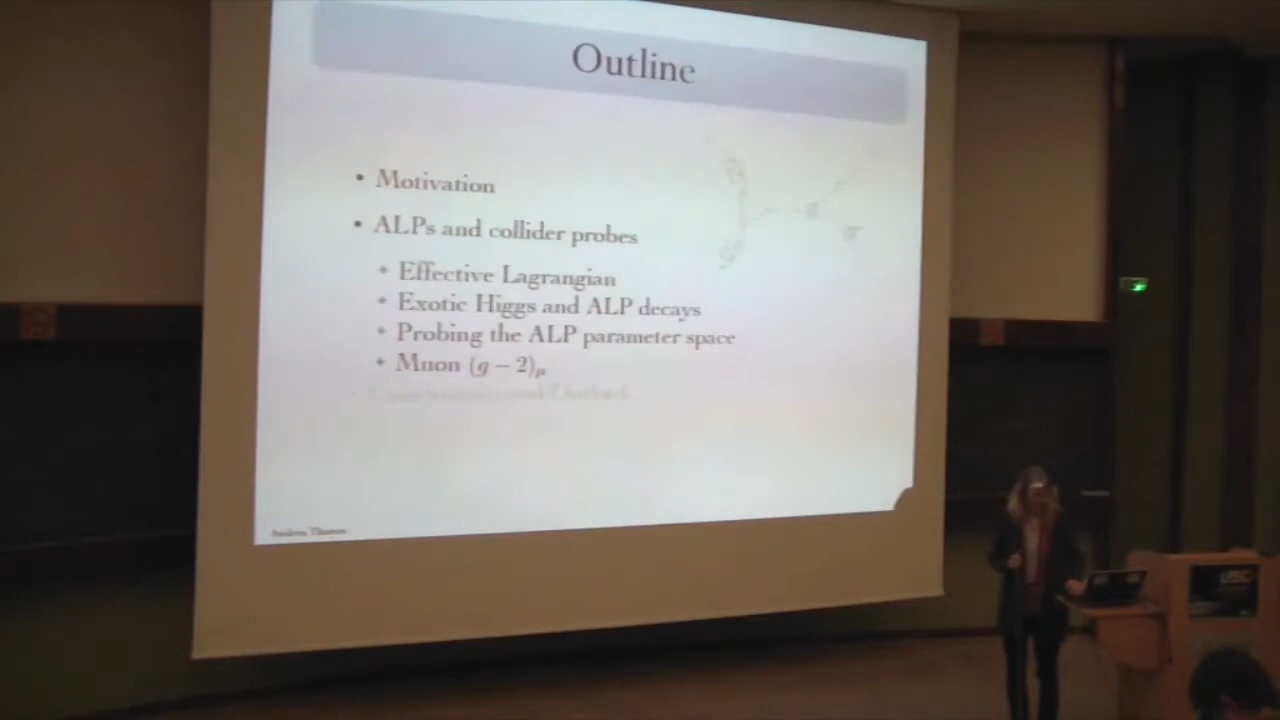 Outline
• Motivation
• ALPs and collider probes
• Effective Lagrangian
• Exotic Higgs and ALP decays
• Probing the ALP parameter space
• Muon (g − 2)μ